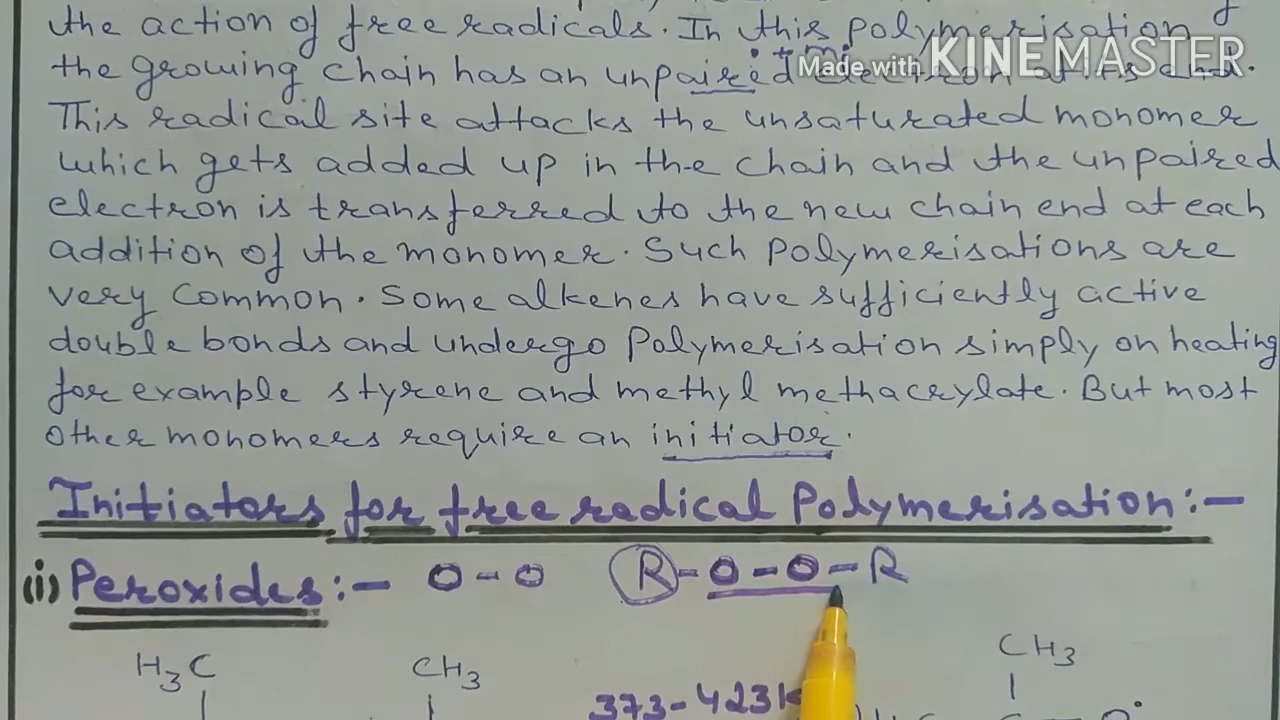 the action of free radicals. In this polymerisation
Made with KINEMASTER
the growing chain has an unpaired
This radical site attacks the unsaturated monomer
which gets added up in the chain and the unpaired
electron is transferred to the new chain end at each
addition of the monomer. Such polymerisations are
very common. Some alkenes have sufficiently active
double bonds and undergo polymerisation simply on heating
for example styrene and methyl methacrylate. But most
other monomers require an initiator.
Initiators for free radical Polymerisation:-
(i) Peroxides:- O-O R-O-O-R
H3C CH3 CH3
373-423K